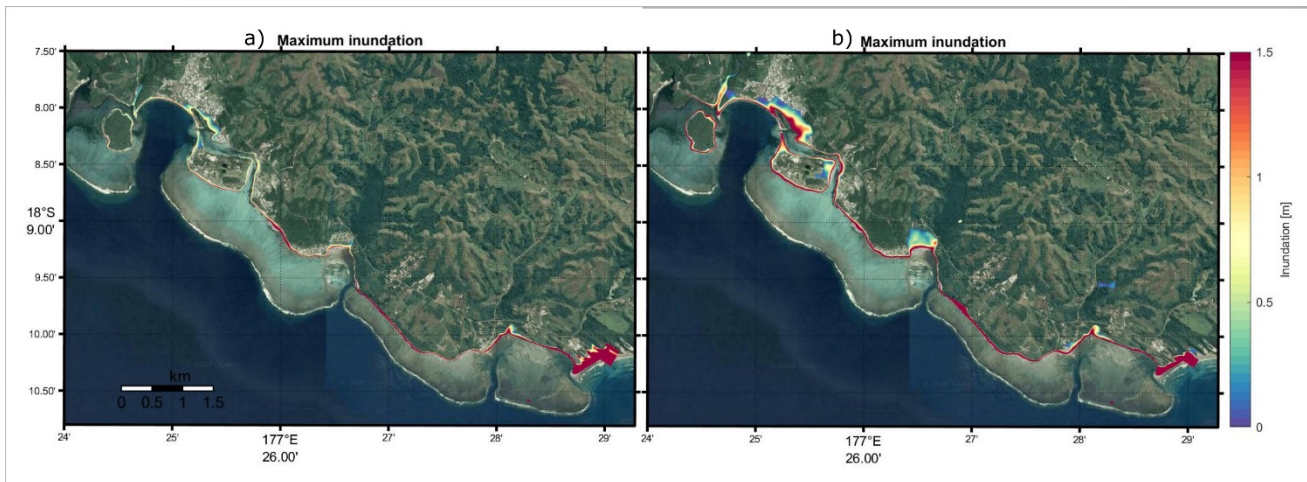 a) Maximum inundation
b) Maximum inundation
7.50'
8.00'
8.50'
18°S
9.00'
9.50'
10.00'
10.50'
km
0 0.5 1 1.5
24' 25' 177°E 27' 28' 29'
26.00'
24' 25' 177°E 27' 28' 29'
26.00'
1.5
1
0.5
0
Inundation [m]